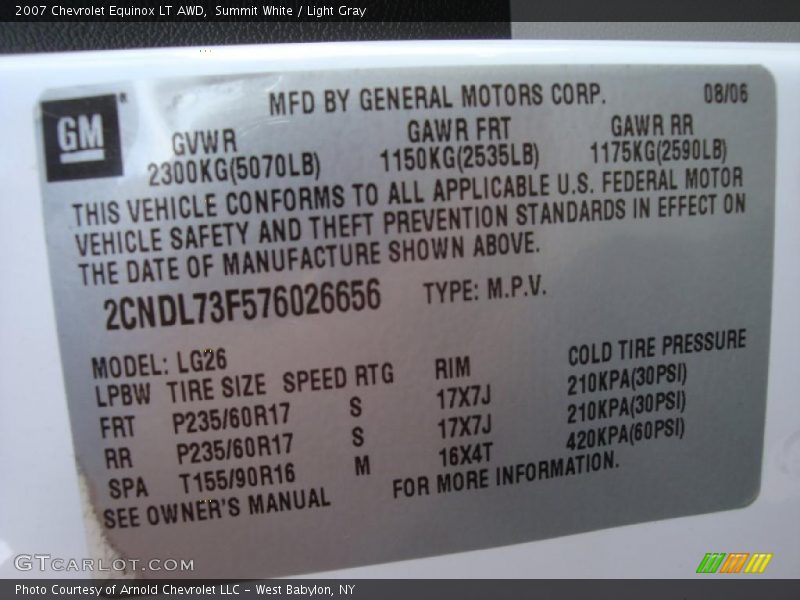 2007 Chevrolet Equinox LT AWD, Summit White / Light Gray
GM
MFD BY GENERAL MOTORS CORP. 08/06
GVWR GAWR FRT GAWR RR
2300KG(5070LB) 1150KG(2535LB) 1175KG(2590LB)
THIS VEHICLE CONFORMS TO ALL APPLICABLE U.S. FEDERAL MOTOR
VEHICLE SAFETY AND THEFT PREVENTION STANDARDS IN EFFECT ON
THE DATE OF MANUFACTURE SHOWN ABOVE.
2CNDL73F576026656 TYPE: M.P.V.
MODEL: LG26
LPBW TIRE SIZE SPEED RTG RIM COLD TIRE PRESSURE
FRT P235/60R17 S 17X7J 210KPA(30PSI)
RR P235/60R17 S 17X7J 210KPA(30PSI)
SPA T155/90R16 M 16X4T 420KPA(60PSI)
SEE OWNER'S MANUAL FOR MORE INFORMATION.
GTCARLOT.COM
Photo Courtesy of Arnold Chevrolet LLC - West Babylon, NY